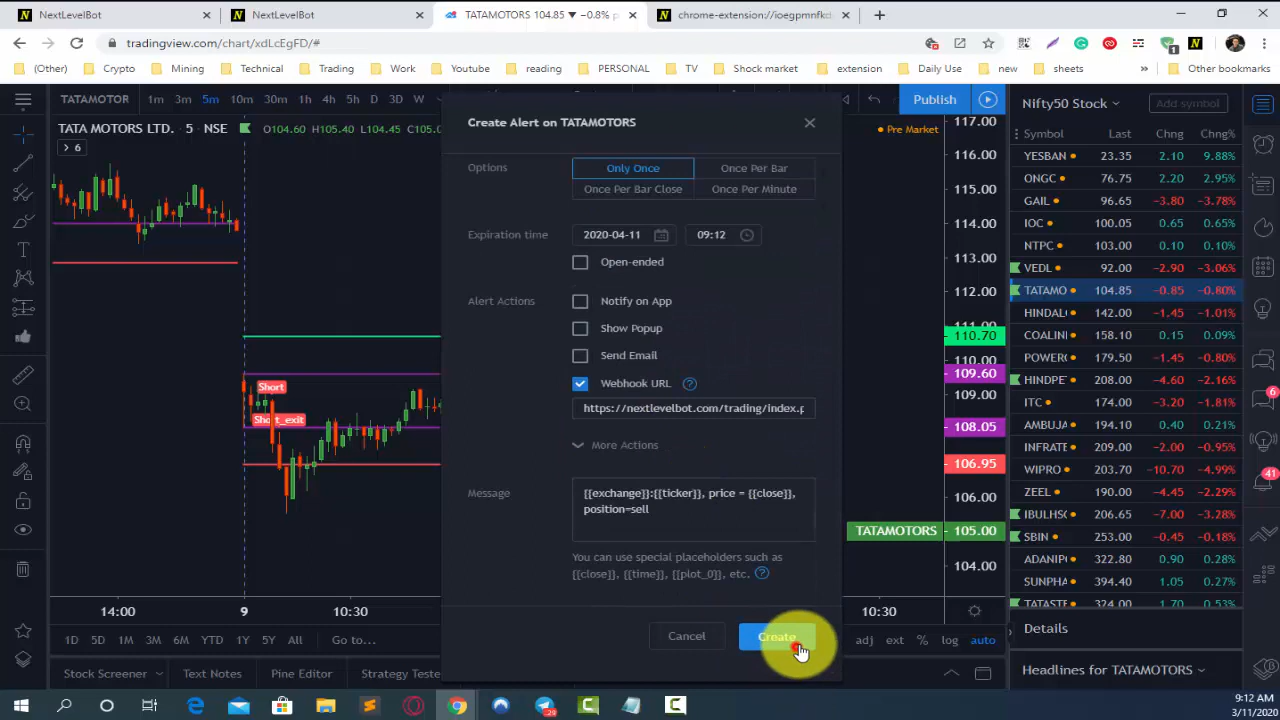 NextLevelBot
NextLevelBot
TATAMOTORS 104.85 ▼ −0.8%
chrome-extension://ioegpmnfkd
tradingview.com/chart/xdLcEgFD/#
(Other) Crypto Mining Technical Trading Work Youtube reading PERSONAL TV Shock market extension Daily Use new sheets » Other bookmarks
TATAMOTOR 1m 3m 5m 10m 30m 1h 4h 5h D 3D W
Publish
Nifty50 Stock
Add symbol
TATA MOTORS LTD. 5 NSE O104.60 H105.40 L104.45 C105.0
> 6
Pre Market
Symbol Last Chng Chng%
YESBAN 23.35 2.10 9.88%
ONGC 76.75 2.20 2.95%
GAIL 96.65 −3.80 −3.78%
IOC 100.05 0.65 0.65%
NTPC 103.00 0.10 0.10%
VEDL 92.00 −2.90 −3.06%
TATAMO 104.85 −0.85 −0.80%
HINDAL 142.00 −1.45 −1.01%
COALIN 158.10 0.15 0.09%
POWERG 179.50 −1.45 −0.80%
HINDPE 208.00 −4.60 −2.16%
ITC 174.00 −3.20 −1.81%
AMBUJA 194.10 0.40 0.21%
INFRATE 209.00 −2.00 −0.95%
WIPRO 203.70 −10.70 −4.99%
ZEEL 190.00 −4.45 −2.29%
IBULHS 206.65 −7.00 −3.28%
SBIN 253.00 −0.45 −0.18%
ADANIP 322.80 0.90 0.28%
SUNPHA 394.40 1.05 0.27%
TATASTE 324.00 1.70 0.53%
Details
Headlines for TATAMOTORS
6
41
117.00
116.00
115.00
114.00
113.00
112.00
111.00
110.70
110.00
109.60
109.00
108.05
106.95
106.00
TATAMOTORS 105.00
104.00
Short
Short_exit
Create Alert on TATAMOTORS
Options
Only Once
Once Per Bar
Once Per Bar Close
Once Per Minute
Expiration time
2020-04-11
09:12
Open-ended
Alert Actions
Notify on App
Show Popup
Send Email
Webhook URL
https://nextlevelbot.com/trading/index.p
More Actions
Message
{{exchange}}:{{ticker}}, price = {{close}},
position=sell
You can use special placeholders such as
{{close}}, {{time}}, {{plot_0}}, etc.
Cancel
Create
14:00 9 10:30
10:30
1D 5D 1M 3M 6M YTD 1Y 5Y All Go to...
adj ext % log auto
Stock Screener Text Notes Pine Editor Strategy Teste
29
9:12 AM
3/11/2020